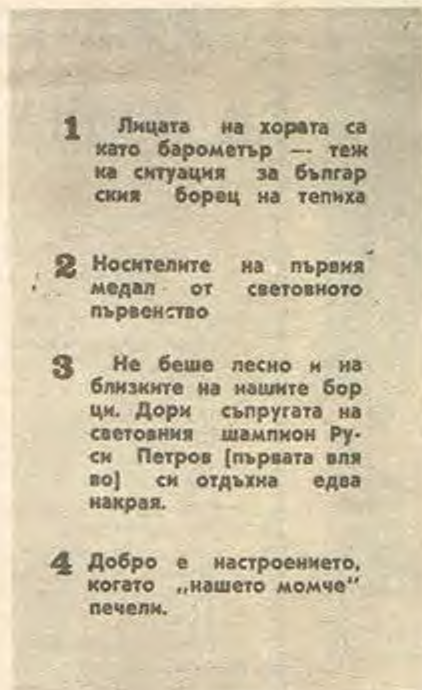 1 Лицата на хората са
като барометър — теж
ка ситуация за българ
ския борец на тепиха
2 Носителите на първия
медал от световното
първенство
3 Не беше лесно и на
близките на нашите бор
ци. Дори съпругата на
световния шампион Ру-
си Петров [първата вля
во] си отдъхна едва
накрая.
4 Добро е настроението,
когато „нашето момче“
печели.